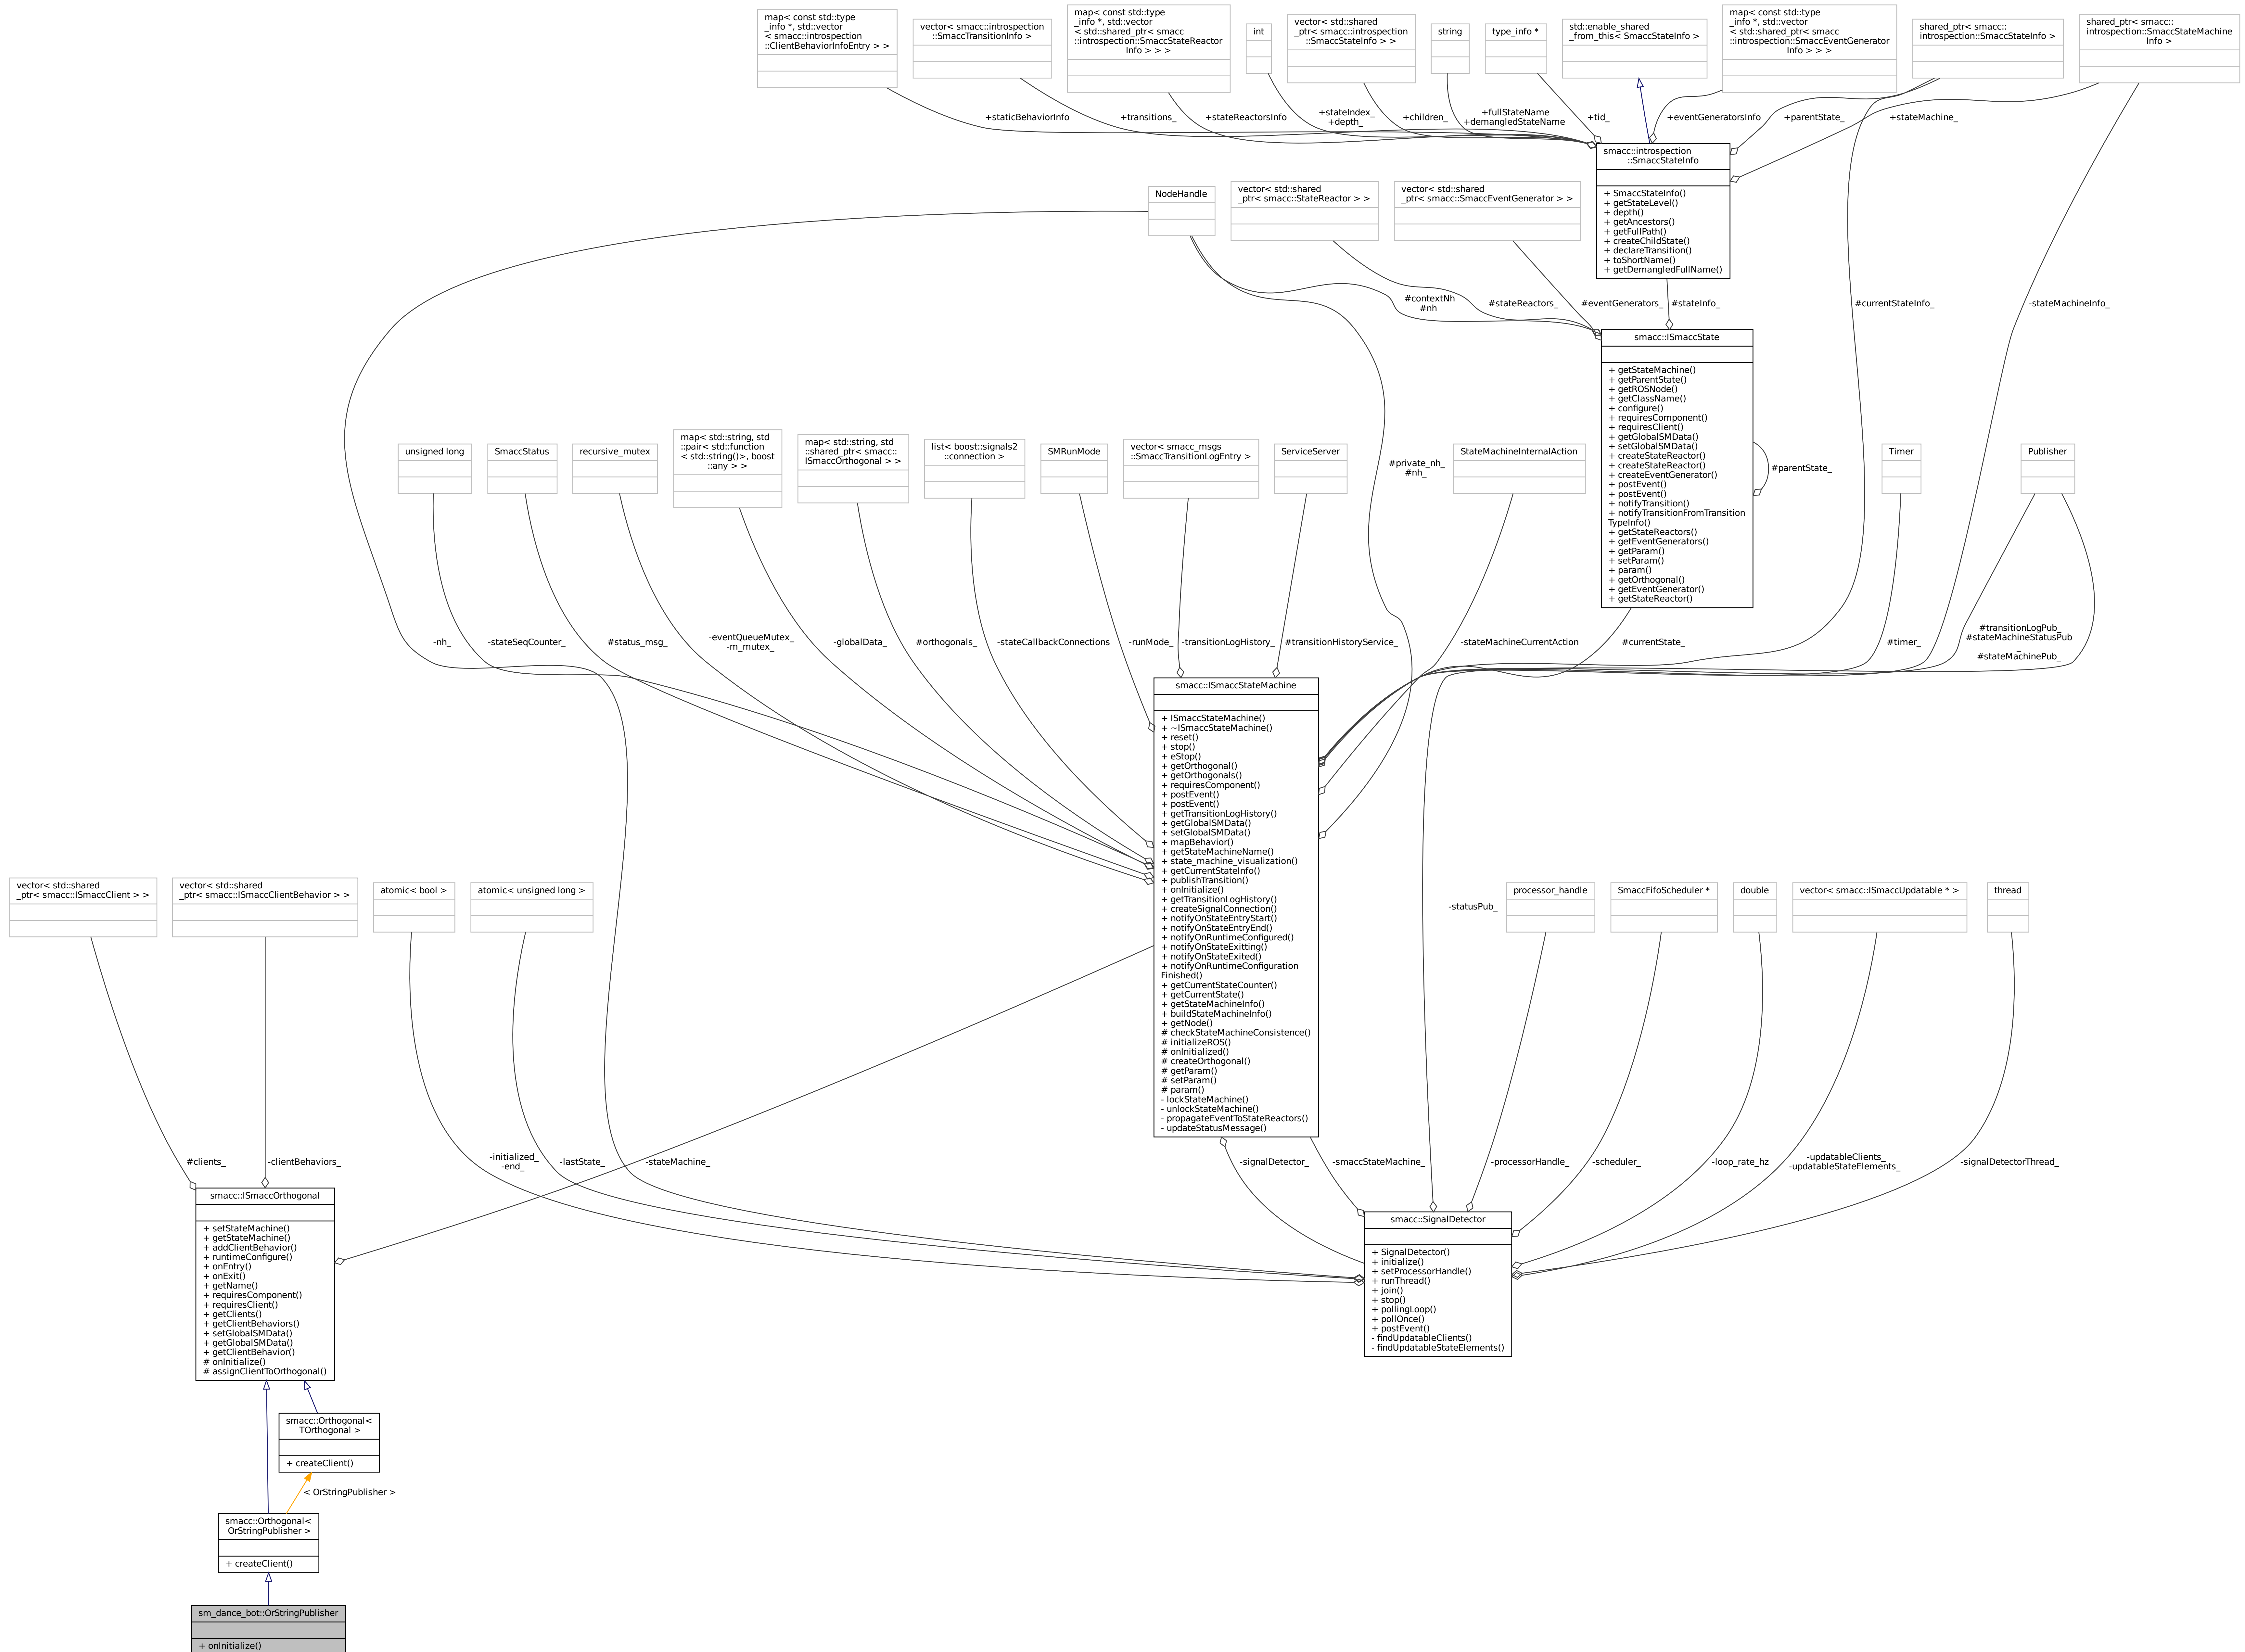 map< const std::type
_info *, std::vector
< smacc::introspection
::ClientBehaviorInfoEntry > >
vector< smacc::introspection
::SmaccTransitionInfo >
map< const std::type
_info *, std::vector
< std::shared_ptr< smacc
::introspection::SmaccStateReactor
Info > > >
int
vector< std::shared
_ptr< smacc::introspection
::SmaccStateInfo > >
string
type_info *
std::enable_shared
_from_this< SmaccStateInfo >
map< const std::type
_info *, std::vector
< std::shared_ptr< smacc
::introspection::SmaccEventGenerator
Info > > >
shared_ptr< smacc::
introspection::SmaccStateInfo >
shared_ptr< smacc::
introspection::SmaccStateMachine
Info >
+staticBehaviorInfo
+transitions_
+stateReactorsInfo
+stateIndex_
+depth_
+children_
+fullStateName
+demangledStateName
+tid_
+eventGeneratorsInfo
+parentState_
+stateMachine_
smacc::introspection
::SmaccStateInfo
+ SmaccStateInfo()
+ getStateLevel()
+ depth()
+ getAncestors()
+ getFullPath()
+ createChildState()
+ declareTransition()
+ toShortName()
+ getDemangledFullName()
NodeHandle
vector< std::shared
_ptr< smacc::StateReactor > >
vector< std::shared
_ptr< smacc::SmaccEventGenerator > >
#contextNh
#nh
#stateReactors_
#eventGenerators_
#stateInfo_
#currentStateInfo_
-stateMachineInfo_
smacc::ISmaccState
+ getStateMachine()
+ getParentState()
+ getROSNode()
+ getClassName()
+ configure()
+ requiresComponent()
+ requiresClient()
+ getGlobalSMData()
+ setGlobalSMData()
+ createStateReactor()
+ createStateReactor()
+ createEventGenerator()
+ postEvent()
+ postEvent()
+ notifyTransition()
+ notifyTransitionFromTransition
TypeInfo()
+ getStateReactors()
+ getEventGenerators()
+ getParam()
+ setParam()
+ param()
+ getOrthogonal()
+ getEventGenerator()
+ getStateReactor()
#parentState_
unsigned long
SmaccStatus
recursive_mutex
map< std::string, std
::pair< std::function
< std::string()>, boost
::any > >
map< std::string, std
::shared_ptr< smacc::
ISmaccOrthogonal > >
list< boost::signals2
::connection >
SMRunMode
vector< smacc_msgs
::SmaccTransitionLogEntry >
ServiceServer
#private_nh_
#nh_
StateMachineInternalAction
Timer
Publisher
-nh_
-stateSeqCounter_
#status_msg_
-eventQueueMutex_
-m_mutex_
-globalData_
#orthogonals_
-stateCallbackConnections
-runMode_
-transitionLogHistory_
#transitionHistoryService_
-stateMachineCurrentAction
#currentState_
#timer_
#transitionLogPub_
#stateMachineStatusPub
_
#stateMachinePub_
smacc::ISmaccStateMachine
+ ISmaccStateMachine()
+ ~ISmaccStateMachine()
+ reset()
+ stop()
+ eStop()
+ getOrthogonal()
+ getOrthogonals()
+ requiresComponent()
+ postEvent()
+ postEvent()
+ getTransitionLogHistory()
+ getGlobalSMData()
+ setGlobalSMData()
+ mapBehavior()
+ getStateMachineName()
+ state_machine_visualization()
+ getCurrentStateInfo()
+ publishTransition()
+ onInitialize()
+ getTransitionLogHistory()
+ createSignalConnection()
+ notifyOnStateEntryStart()
+ notifyOnStateEntryEnd()
+ notifyOnRuntimeConfigured()
+ notifyOnStateExitting()
+ notifyOnStateExited()
+ notifyOnRuntimeConfiguration
Finished()
+ getCurrentStateCounter()
+ getCurrentState()
+ getStateMachineInfo()
+ buildStateMachineInfo()
+ getNode()
# checkStateMachineConsistence()
# initializeROS()
# onInitialized()
# createOrthogonal()
# getParam()
# setParam()
# param()
- lockStateMachine()
- unlockStateMachine()
- propagateEventToStateReactors()
- updateStatusMessage()
vector< std::shared
_ptr< smacc::ISmaccClient > >
vector< std::shared
_ptr< smacc::ISmaccClientBehavior > >
atomic< bool >
atomic< unsigned long >
-statusPub_
processor_handle
SmaccFifoScheduler *
double
vector< smacc::ISmaccUpdatable * >
thread
#clients_
-clientBehaviors_
-initialized_
-end_
-lastState_
-stateMachine_
-signalDetector_
-smaccStateMachine_
-processorHandle_
-scheduler_
-loop_rate_hz
-updatableClients_
-updatableStateElements_
-signalDetectorThread_
smacc::ISmaccOrthogonal
+ setStateMachine()
+ getStateMachine()
+ addClientBehavior()
+ runtimeConfigure()
+ onEntry()
+ onExit()
+ getName()
+ requiresComponent()
+ requiresClient()
+ getClients()
+ getClientBehaviors()
+ setGlobalSMData()
+ getGlobalSMData()
+ getClientBehavior()
# onInitialize()
# assignClientToOrthogonal()
smacc::SignalDetector
+ SignalDetector()
+ initialize()
+ setProcessorHandle()
+ runThread()
+ join()
+ stop()
+ pollingLoop()
+ pollOnce()
+ postEvent()
- findUpdatableClients()
- findUpdatableStateElements()
smacc::Orthogonal<
TOrthogonal >
+ createClient()
< OrStringPublisher >
smacc::Orthogonal<
OrStringPublisher >
+ createClient()
sm_dance_bot::OrStringPublisher
+ onInitialize()